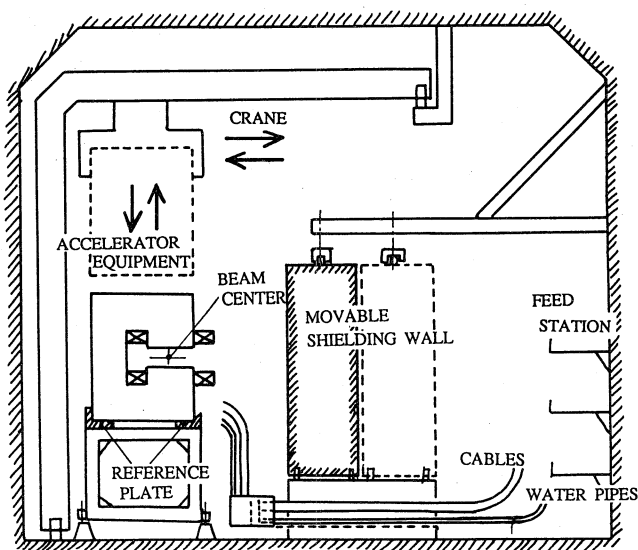 CRANE
ACCELERATOR
EQUIPMENT
BEAM
CENTER
MOVABLE
SHIELDING WALL
FEED
STATION
REFERENCE
PLATE
CABLES
WATER PIPES